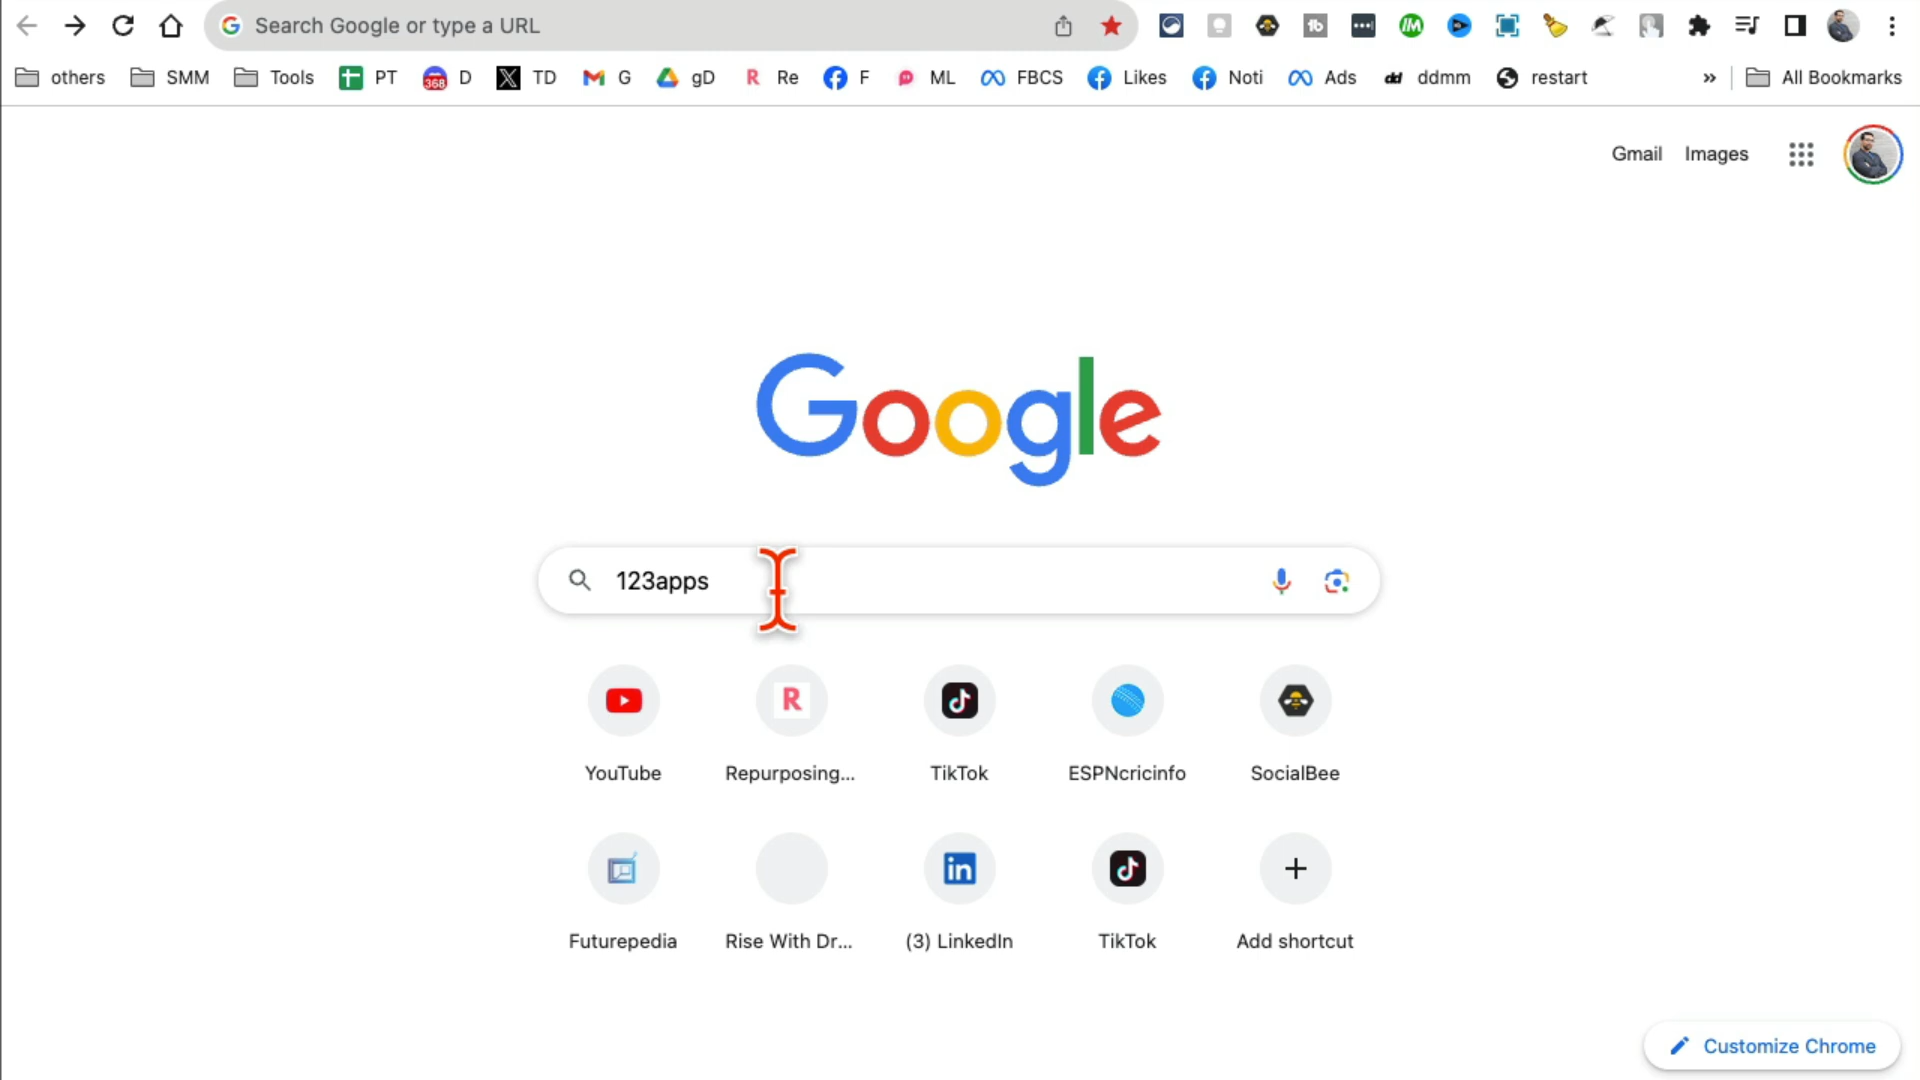 Search Google or type a URL
others SMM Tools PT 368 D TD G gD R Re F ML FBCS Likes Noti Ads dd ddmm restart » All Bookmarks
Gmail Images
Google
123apps
YouTube Repurposing... TikTok ESPNcricinfo SocialBee
Futurepedia Rise With Dr... (3) LinkedIn TikTok Add shortcut
Customize Chrome